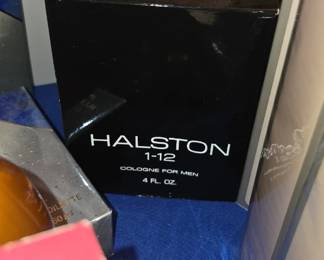 HALSTON
1-12
COLOGNE FOR MEN
4 FL. OZ.